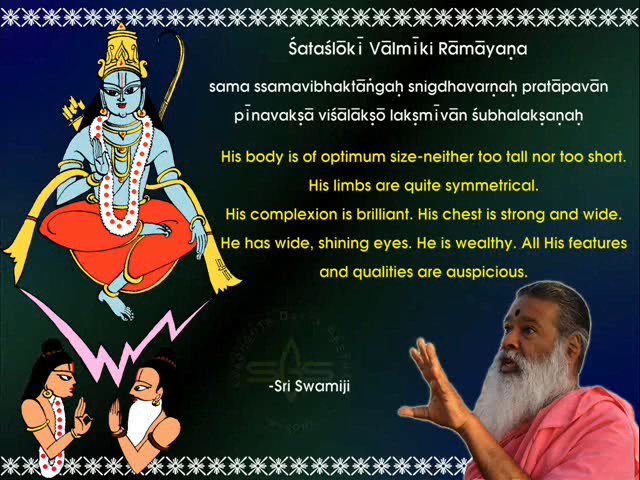 Śataślōkī Vālmīki Rāmāyaṇa
sama ssamavibhaktāṅgaḥ snigdhavarṇaḥ pratāpavān
pīnavakṣā viśālākṣō lakṣmīvān śubhalakṣaṇaḥ
His body is of optimum size-neither too tall nor too short.
His limbs are quite symmetrical.
His complexion is brilliant. His chest is strong and wide.
He has wide, shining eyes. He is wealthy. All His features
and qualities are auspicious.
-Sri Swamiji